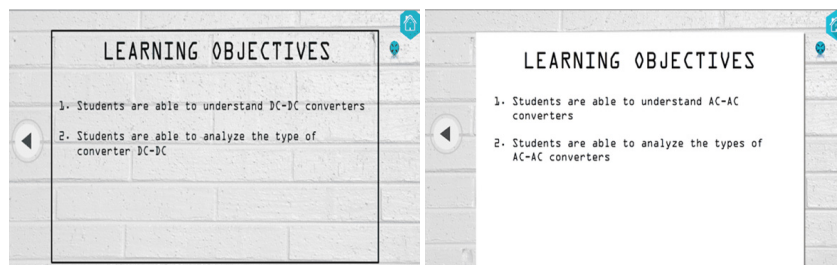 LEARNING OBJECTIVES
1. Students are able to understand DC-DC converters
2. Students are able to analyze the type of
converter DC-DC
LEARNING OBJECTIVES
1. Students are able to understand AC-AC
converters
2. Students are able to analyze the types of
AC-AC converters